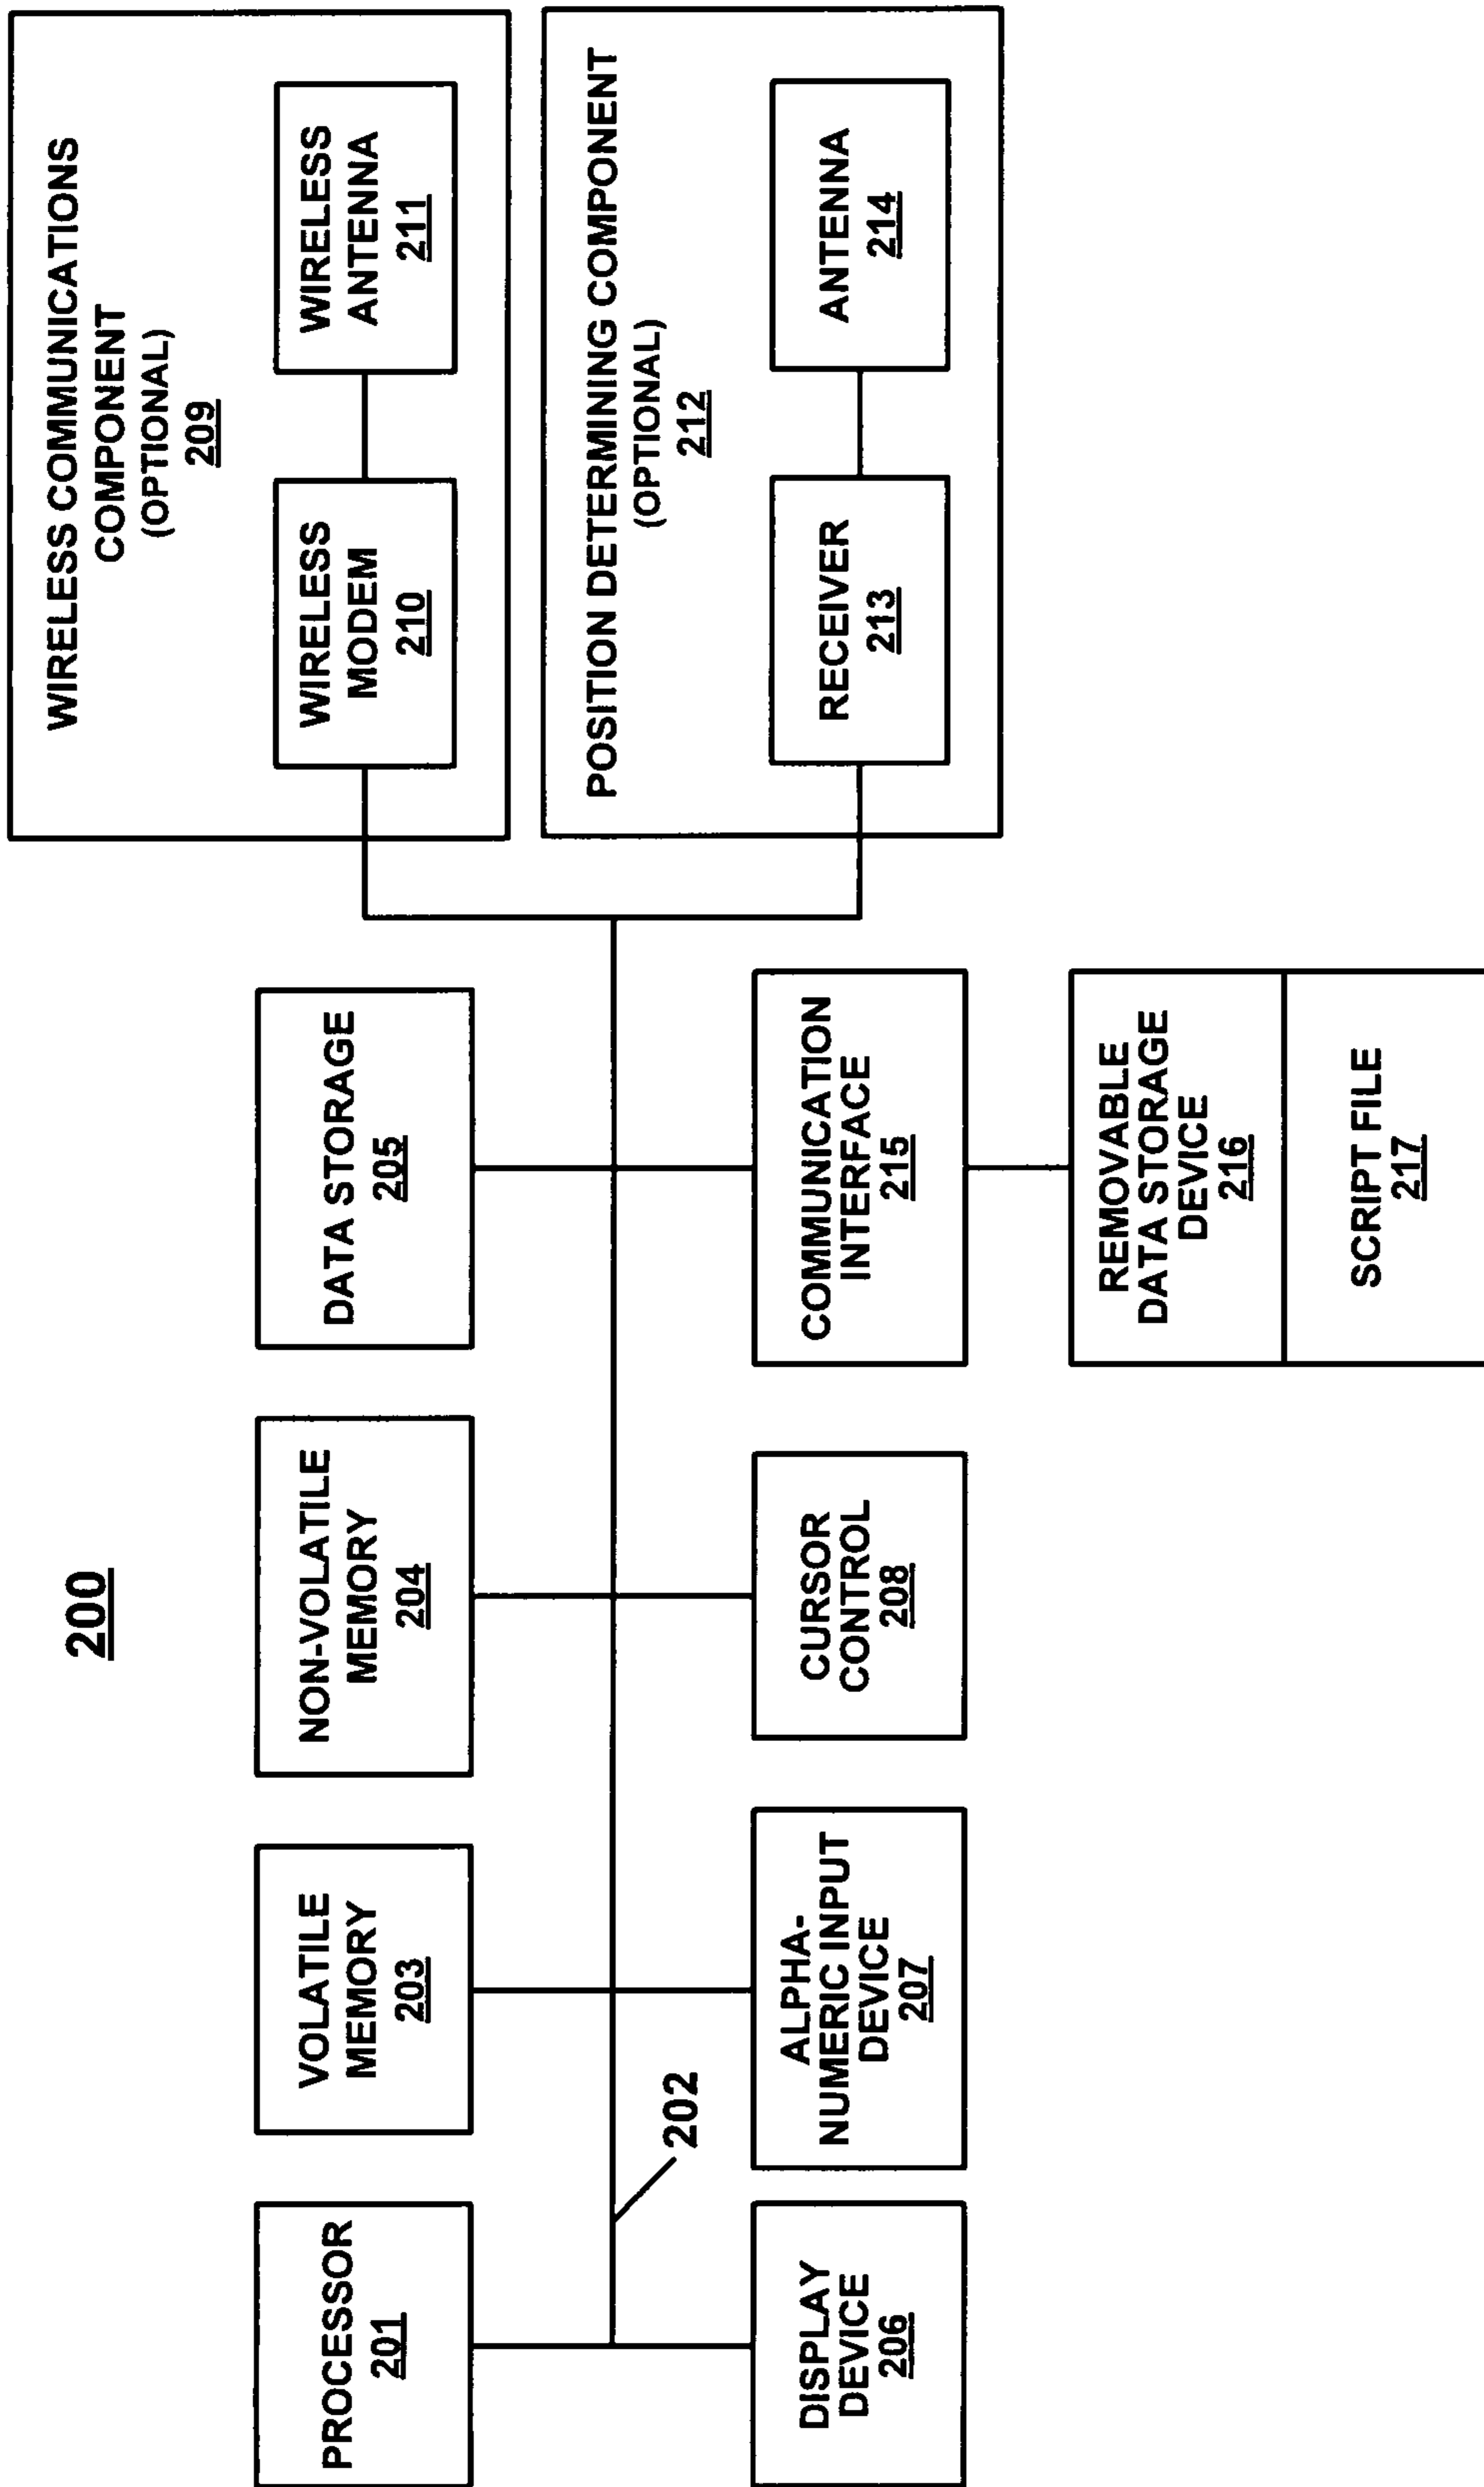 200
PROCESSOR
201
VOLATILE
MEMORY
203
NON-VOLATILE
MEMORY
204
DATA STORAGE
205
WIRELESS COMMUNICATIONS
COMPONENT
(OPTIONAL)
209
WIRELESS
MODEM
210
WIRELESS
ANTENNA
211
202
DISPLAY
DEVICE
206
ALPHA-
NUMERIC INPUT
DEVICE
207
CURSOR
CONTROL
208
COMMUNICATION
INTERFACE
215
POSITION DETERMINING COMPONENT
(OPTIONAL)
212
RECEIVER
213
ANTENNA
214
REMOVABLE
DATA STORAGE
DEVICE
216
SCRIPT FILE
217